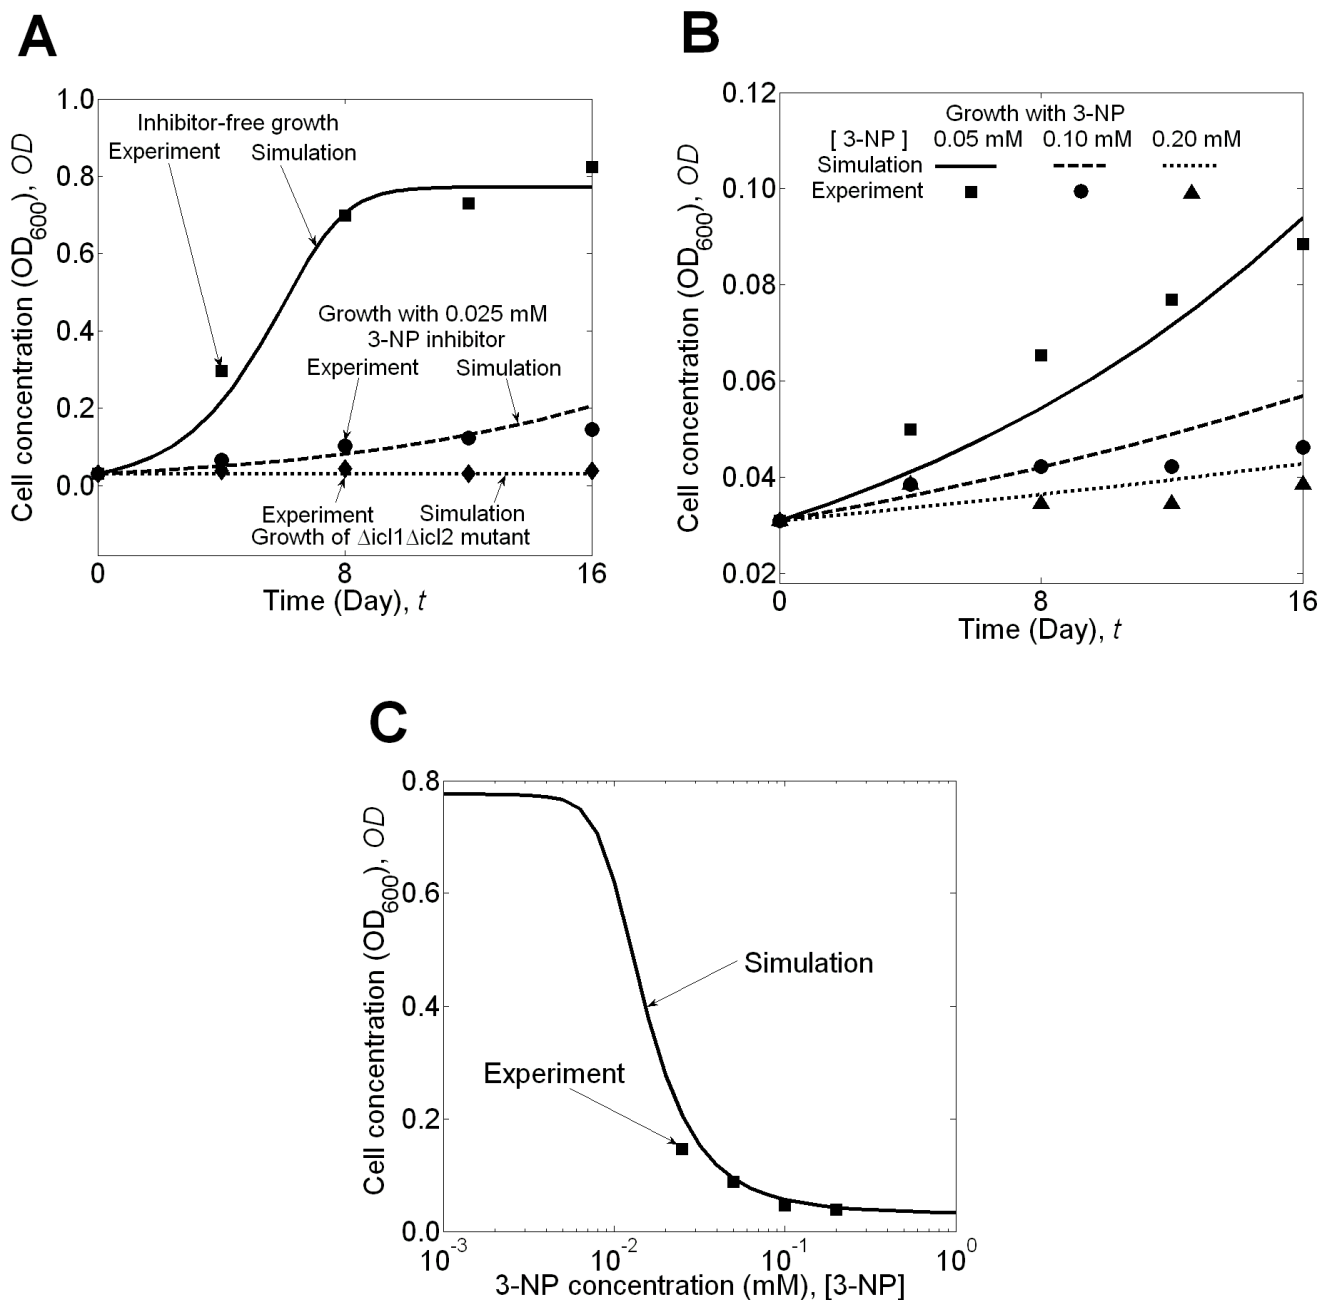 A
Cell concentration (OD600), OD
1.0
0.8
0.6
0.4
0.2
0.0
Inhibitor-free growth
Experiment
Simulation
Growth with 0.025 mM
3-NP inhibitor
Experiment
Simulation
Experiment
Simulation
Growth of Δicl1Δicl2 mutant
0
8
16
Time (Day), t
B
Cell concentration (OD600), OD
0.12
0.10
0.08
0.06
0.04
0.02
Growth with 3-NP
[ 3-NP ] 0.05 mM 0.10 mM 0.20 mM
Simulation
Experiment
0
8
16
Time (Day), t
C
Cell concentration (OD600), OD
0.8
0.6
0.4
0.2
0.0
Simulation
Experiment
10-3
10-2
10-1
100
3-NP concentration (mM), [3-NP]